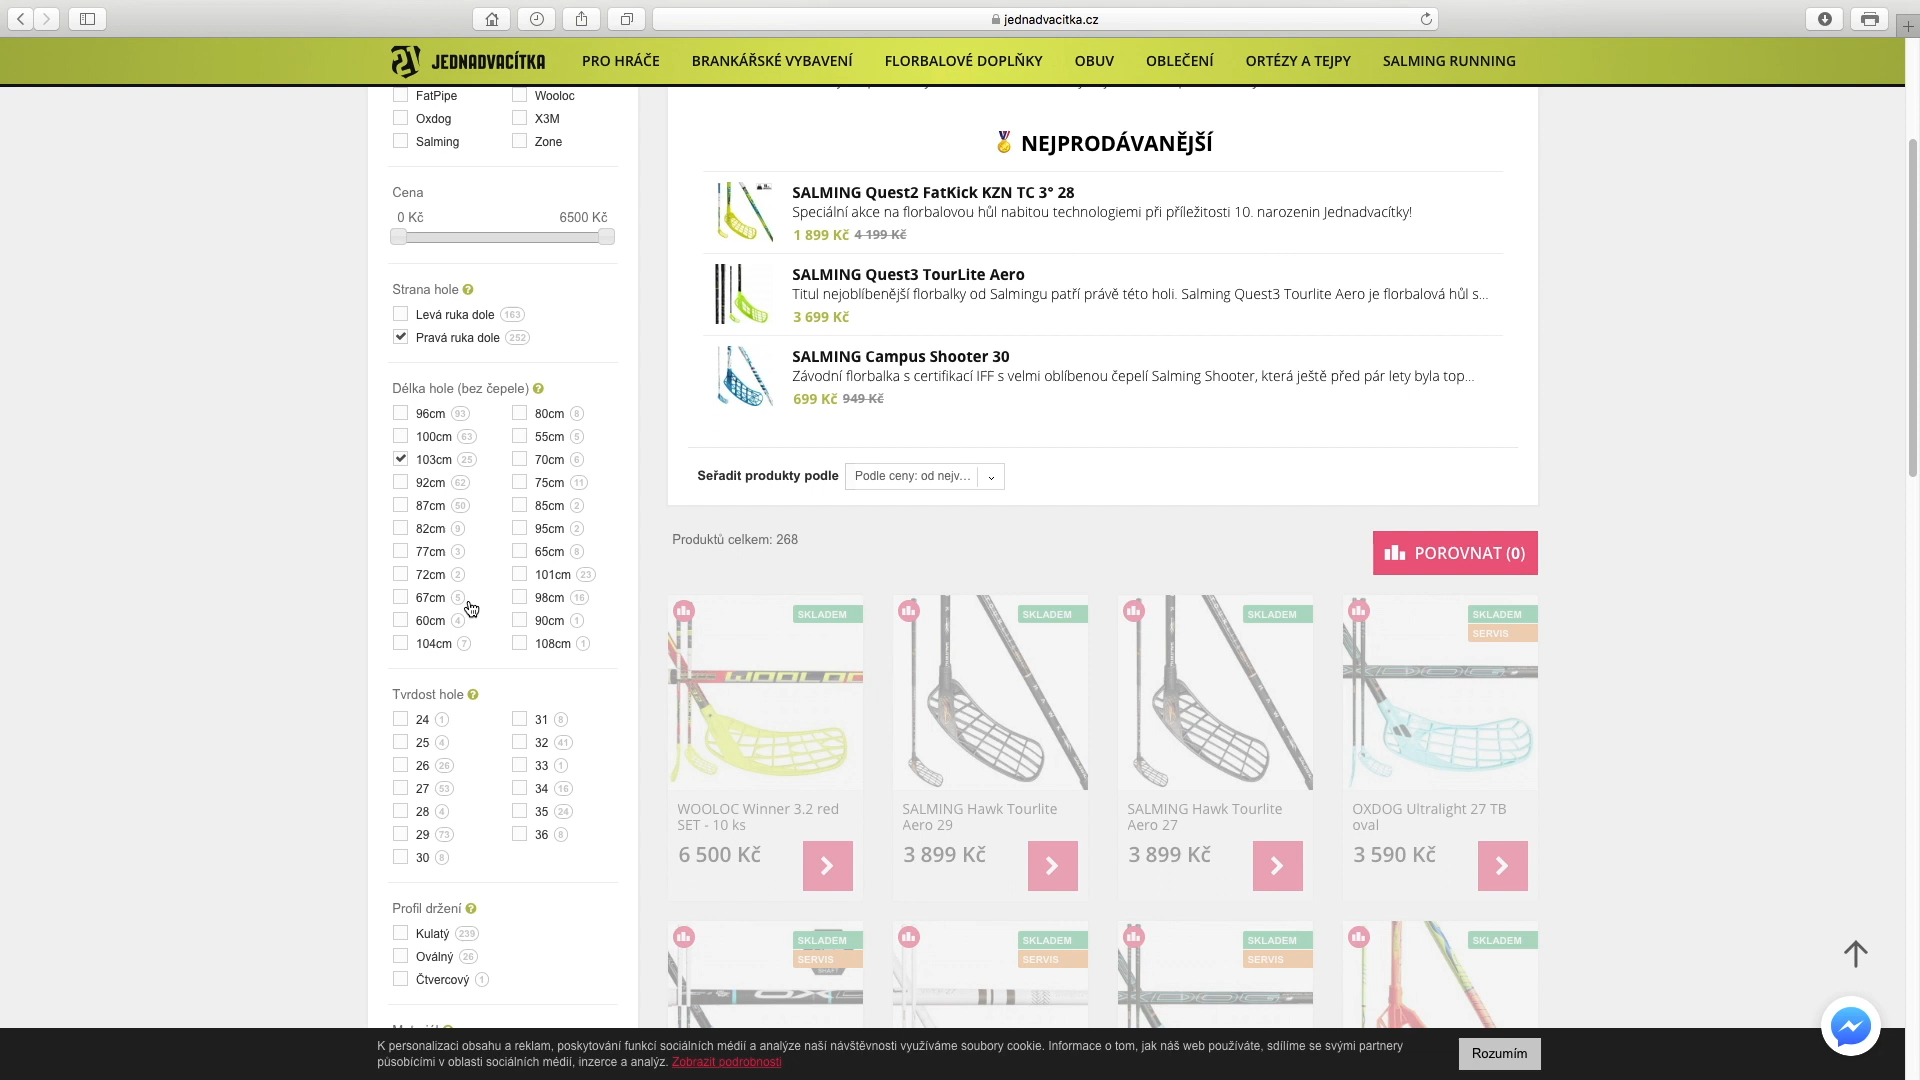 jednadvacitka.cz
JEDNADVACÍTKA
PRO HRÁČE
BRANKÁŘSKÉ VYBAVENÍ
FLORBALOVÉ DOPLŇKY
OBUV
OBLEČENÍ
ORTÉZY A TEJPY
SALMING RUNNING
FatPipe
Wooloc
Oxdog
X3M
Salming
Zone
Cena
0 Kč
6500 Kč
Strana hole
Levá ruka dole 163
Pravá ruka dole 252
Délka hole (bez čepele)
96cm 93
80cm 8
100cm 63
55cm 5
103cm 25
70cm 6
92cm 62
75cm 11
87cm 50
85cm 2
82cm 9
95cm 2
77cm 3
65cm 8
72cm 2
101cm 23
67cm 5
98cm 16
60cm 4
90cm 1
104cm 7
108cm 1
Tvrdost hole
24 1
31 8
25 4
32 41
26 26
33 1
27 53
34 16
28 4
35 24
29 73
36 8
30 8
Profil držení
Kulatý 239
Oválný 26
Čtvercový 1
NEJPRODÁVANĚJŠÍ
SALMING Quest2 FatKick KZN TC 3° 28
Speciální akce na florbalovou hůl nabitou technologiemi při příležitosti 10. narozenin Jednadvacítky!
1 899 Kč 4 199 Kč
SALMING Quest3 TourLite Aero
Titul nejoblíbenější florbalky od Salmingu patří právě této holi. Salming Quest3 Tourlite Aero je florbalová hůl s...
3 699 Kč
SALMING Campus Shooter 30
Závodní florbalka s certifikací IFF s velmi oblíbenou čepelí Salming Shooter, která ještě před pár lety byla top...
699 Kč 949 Kč
Seřadit produkty podle
Podle ceny: od nejv...
Produktů celkem: 268
POROVNAT (0)
SKLADEM
SKLADEM
SKLADEM
SKLADEM
SERVIS
WOOLOC Winner 3.2 red
SET - 10 ks
6 500 Kč
SALMING Hawk Tourlite
Aero 29
3 899 Kč
SALMING Hawk Tourlite
Aero 27
3 899 Kč
OXDOG Ultralight 27 TB
oval
3 590 Kč
SKLADEM
SERVIS
SKLADEM
SERVIS
SKLADEM
SERVIS
SKLADEM
K personalizaci obsahu a reklam, poskytování funkcí sociálních médií a analýze naší návštěvnosti využíváme soubory cookie. Informace o tom, jak náš web používáte, sdílíme se svými partnery
působícími v oblasti sociálních médií, inzerce a analýz. Zobrazit podrobnosti
Rozumím